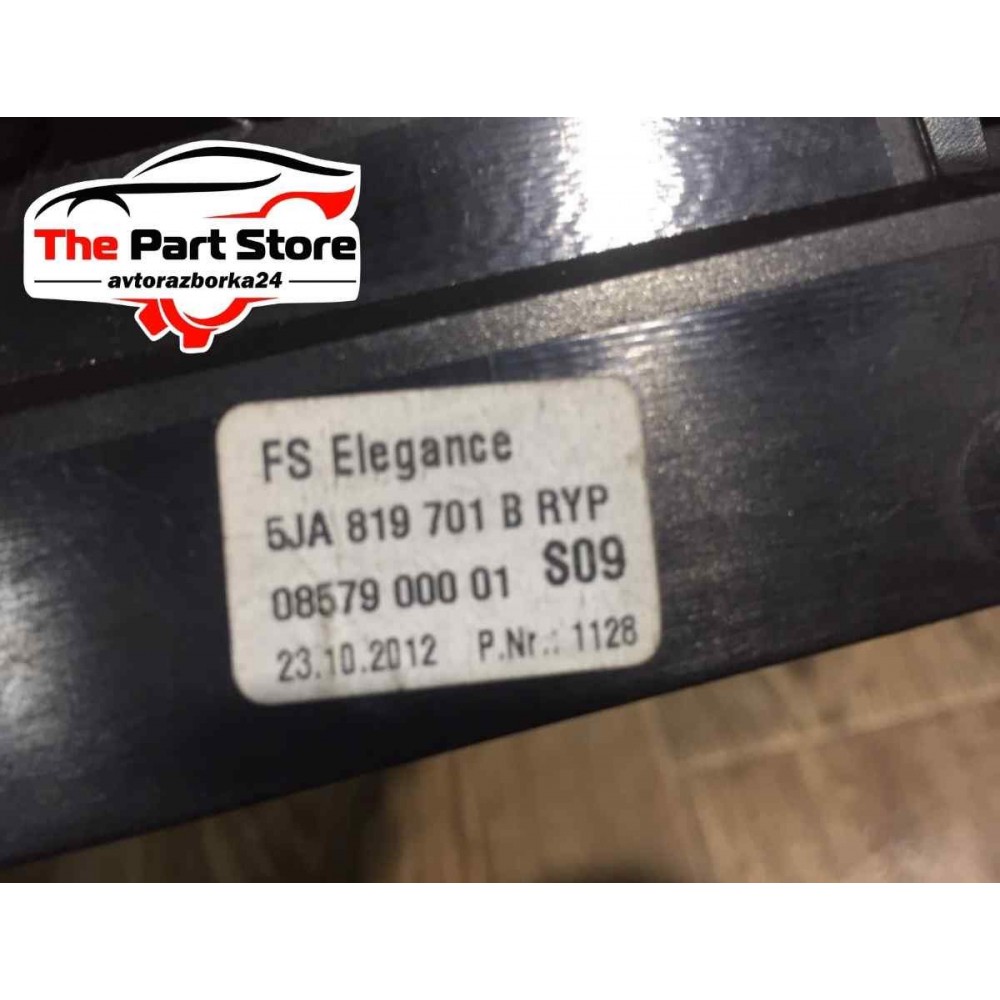 The Part Store
avtorazborka24
FS Elegance
5JA 819 701 B RYP
08579 000 01 S09
23.10.2012 P.Nr.: 1128